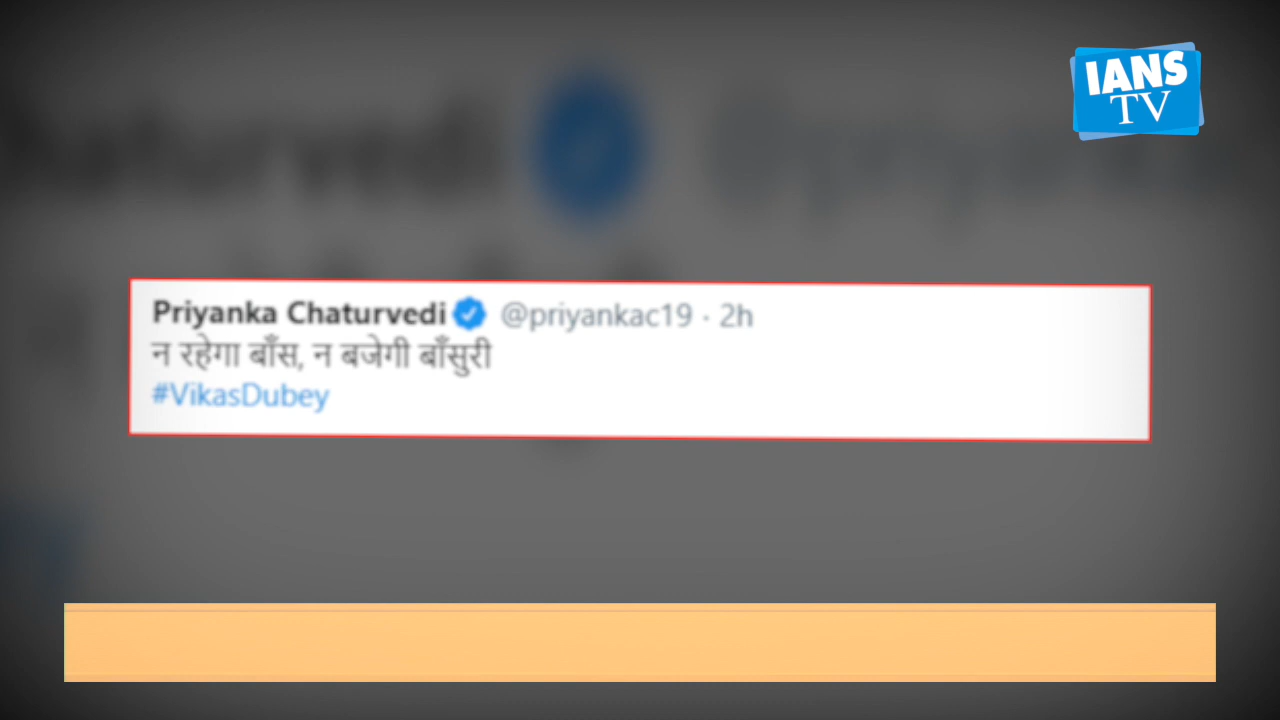 IANS
TV
Priyanka Chaturvedi @priyankac19 · 2h
न रहेगा बाँस, न बजेगी बाँसुरी
#VikasDubey